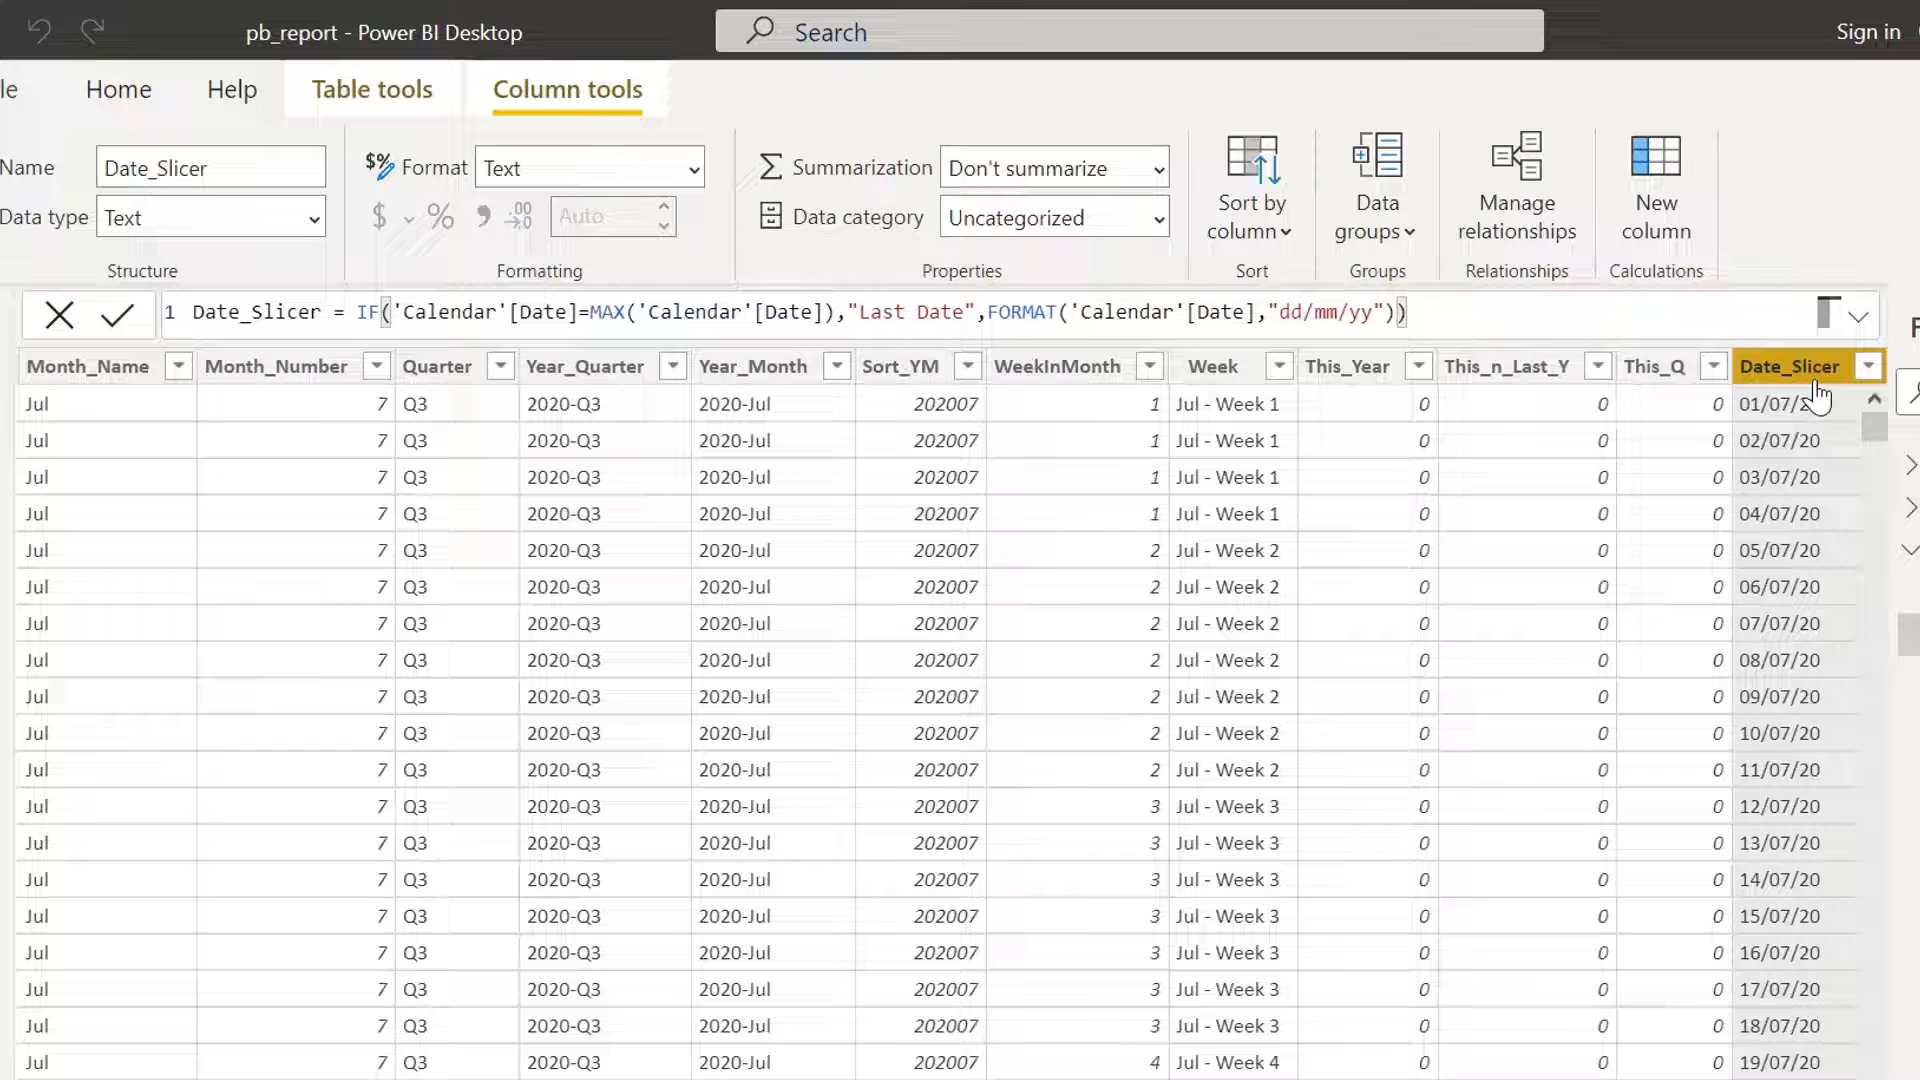 pb_report - Power BI Desktop
Search
Sign in
le
Home
Help
Table tools
Column tools
Name
Date_Slicer
Data type
Text
Structure
$%
Format
Text
$
%
Auto
Formatting
Summarization
Don't summarize
Data category
Uncategorized
Properties
Sort by
column
Sort
Data
groups
Groups
Manage
relationships
Relationships
New
column
Calculations
1 Date_Slicer = IF('Calendar'[Date]=MAX('Calendar'[Date]),"Last Date",FORMAT('Calendar'[Date],"dd/mm/yy"))
Month_Name Month_Number Quarter Year_Quarter Year_Month Sort_YM WeekInMonth Week This_Year This_n_Last_Y This_Q Date_Slicer
Jul 7 Q3 2020-Q3 2020-Jul 202007 1 Jul - Week 1 0 0 0 01/07/
Jul 7 Q3 2020-Q3 2020-Jul 202007 1 Jul - Week 1 0 0 0 02/07/20
Jul 7 Q3 2020-Q3 2020-Jul 202007 1 Jul - Week 1 0 0 0 03/07/20
Jul 7 Q3 2020-Q3 2020-Jul 202007 1 Jul - Week 1 0 0 0 04/07/20
Jul 7 Q3 2020-Q3 2020-Jul 202007 2 Jul - Week 2 0 0 0 05/07/20
Jul 7 Q3 2020-Q3 2020-Jul 202007 2 Jul - Week 2 0 0 0 06/07/20
Jul 7 Q3 2020-Q3 2020-Jul 202007 2 Jul - Week 2 0 0 0 07/07/20
Jul 7 Q3 2020-Q3 2020-Jul 202007 2 Jul - Week 2 0 0 0 08/07/20
Jul 7 Q3 2020-Q3 2020-Jul 202007 2 Jul - Week 2 0 0 0 09/07/20
Jul 7 Q3 2020-Q3 2020-Jul 202007 2 Jul - Week 2 0 0 0 10/07/20
Jul 7 Q3 2020-Q3 2020-Jul 202007 2 Jul - Week 2 0 0 0 11/07/20
Jul 7 Q3 2020-Q3 2020-Jul 202007 3 Jul - Week 3 0 0 0 12/07/20
Jul 7 Q3 2020-Q3 2020-Jul 202007 3 Jul - Week 3 0 0 0 13/07/20
Jul 7 Q3 2020-Q3 2020-Jul 202007 3 Jul - Week 3 0 0 0 14/07/20
Jul 7 Q3 2020-Q3 2020-Jul 202007 3 Jul - Week 3 0 0 0 15/07/20
Jul 7 Q3 2020-Q3 2020-Jul 202007 3 Jul - Week 3 0 0 0 16/07/20
Jul 7 Q3 2020-Q3 2020-Jul 202007 3 Jul - Week 3 0 0 0 17/07/20
Jul 7 Q3 2020-Q3 2020-Jul 202007 3 Jul - Week 3 0 0 0 18/07/20
Jul 7 Q3 2020-Q3 2020-Jul 202007 4 Jul - Week 4 0 0 0 19/07/20